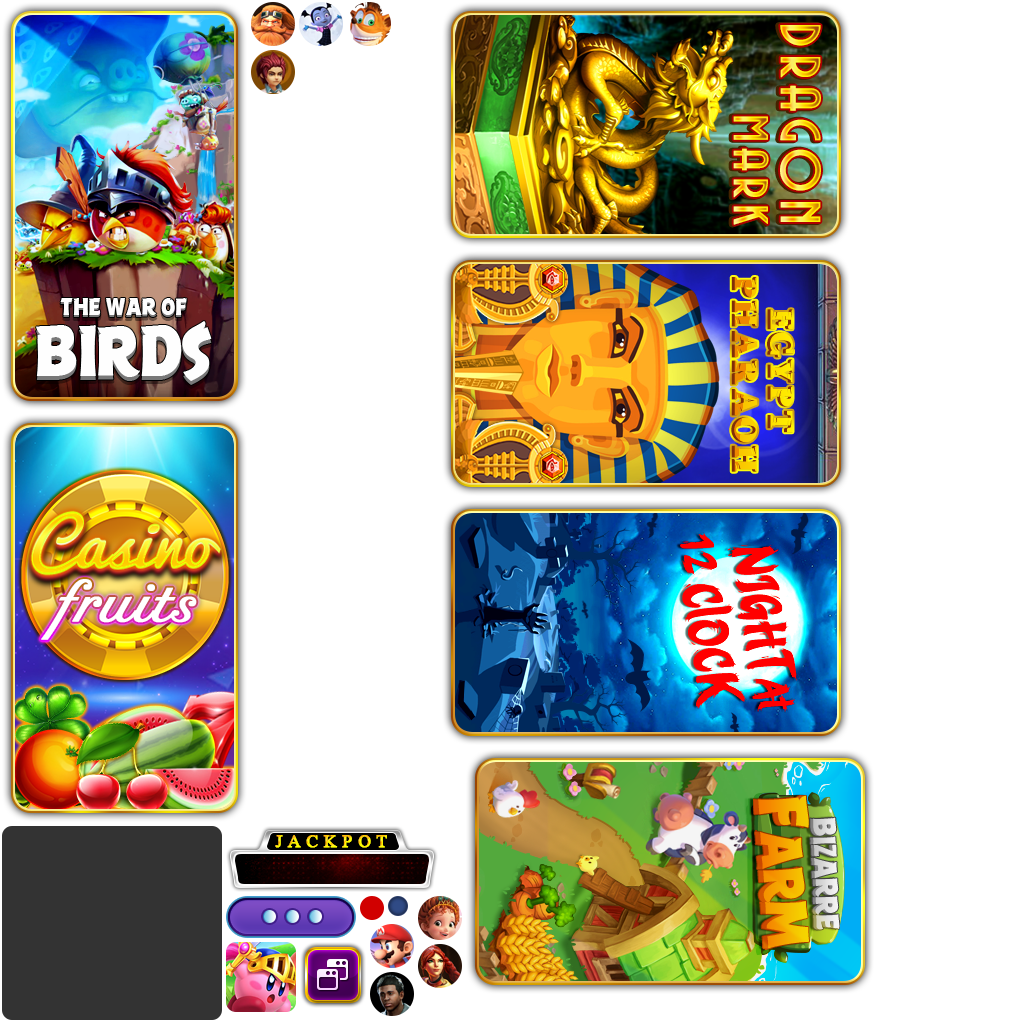 THE WAR OF
BIRDS
Casino
fruits
DRAGON
MARK
EGYPT
PHARAOH
NIGHT At
12 CLOCK
BIZARRE
FARM
JACKPOT
M